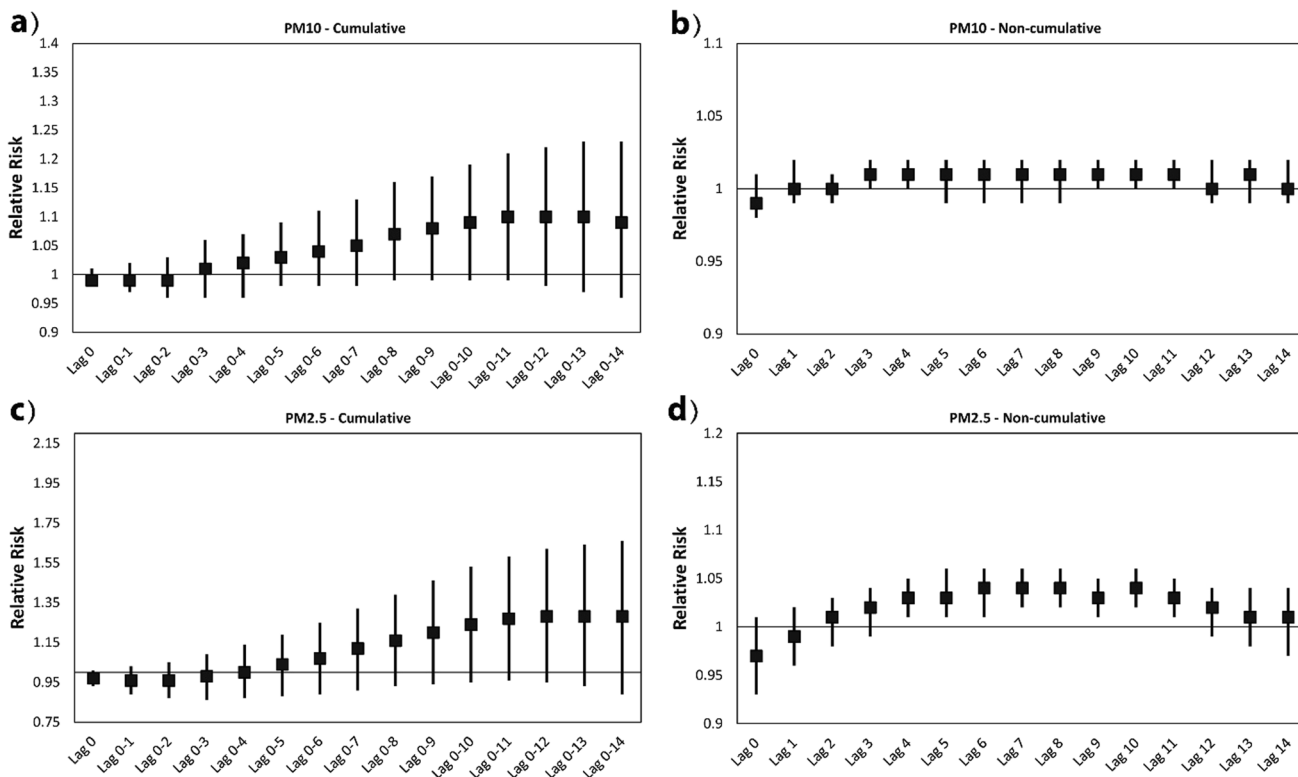 a)
PM10 - Cumulative
Relative Risk
1.4
1.35
1.3
1.25
1.2
1.15
1.1
1.05
1
0.95
0.9
Lag 0
Lag 0-1
Lag 0-2
Lag 0-3
Lag 0-4
Lag 0-5
Lag 0-6
Lag 0-7
Lag 0-8
Lag 0-9
Lag 0-10
Lag 0-11
Lag 0-12
Lag 0-13
Lag 0-14
b)
PM10 - Non-cumulative
Relative Risk
1.1
1.05
1
0.95
0.9
Lag 0
Lag 1
Lag 2
Lag 3
Lag 4
Lag 5
Lag 6
Lag 7
Lag 8
Lag 9
Lag 10
Lag 11
Lag 12
Lag 13
Lag 14
c)
PM2.5 - Cumulative
Relative Risk
2.15
1.95
1.75
1.55
1.35
1.15
0.95
0.75
Lag 0
Lag 0-1
Lag 0-2
Lag 0-3
Lag 0-4
Lag 0-5
Lag 0-6
Lag 0-7
Lag 0-8
Lag 0-9
Lag 0-10
Lag 0-11
Lag 0-12
Lag 0-13
Lag 0-14
d)
PM2.5 - Non-cumulative
Relative Risk
1.2
1.15
1.1
1.05
1
0.95
0.9
Lag 0
Lag 1
Lag 2
Lag 3
Lag 4
Lag 5
Lag 6
Lag 7
Lag 8
Lag 9
Lag 10
Lag 11
Lag 12
Lag 13
Lag 14